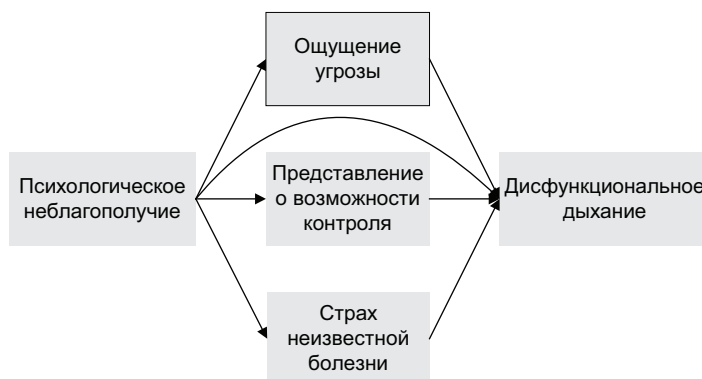 Ощущение
угрозы
Психологическое
неблагополучие
Представление
о возможности
контроля
Дисфункциональное
дыхание
Страх
неизвестной
болезни